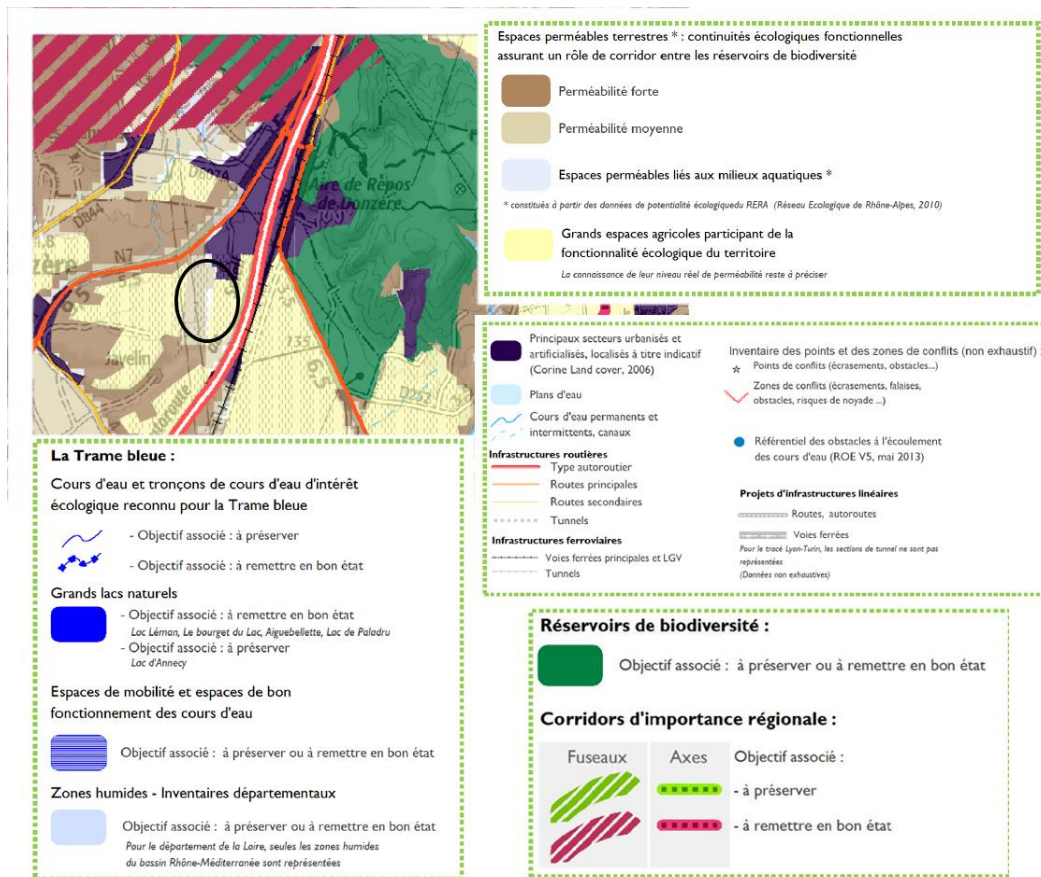 Espaces perméables terrestres * : continuités écologiques fonctionnelles
assurant un rôle de corridor entre les réservoirs de biodiversité
Perméabilité forte
Perméabilité moyenne
Espaces perméables liés aux milieux aquatiques *
* constitués à partir des données de potentialité écologiquedu RERA (Réseau Ecologique de Rhône-Alpes, 2010)
Grands espaces agricoles participant de la
fonctionnalité écologique du territoire
La connaissance de leur niveau réel de perméabilité reste à préciser
D844
N7
Aire de Repos
de Donzère
135
6.5
Javelin
Principaux secteurs urbanisés et
artificialisés, localisés à titre indicatif
(Corine Land cover, 2006)
Plans d'eau
Cours d'eau permanents et
intermittents, canaux
Infrastructures routières
Type autoroutier
Routes principales
Routes secondaires
Tunnels
Infrastructures ferroviaires
Voies ferrées principales et LGV
Tunnels
Inventaire des points et des zones de conflits (non exhaustif) :
Points de conflits (écrasements, obstacles...)
Zones de conflits (écrasements, falaises,
obstacles, risques de noyade ...)
Référentiel des obstacles à l'écoulement
des cours d'eau (ROE V5, mai 2013)
Projets d'infrastructures linéaires
Routes, autoroutes
Voies ferrées
Pour le tracé Lyon-Turin, les sections de tunnel ne sont pas
représentées
(Données non exhaustives)
La Trame bleue :
Cours d'eau et tronçons de cours d'eau d'intérêt
écologique reconnu pour la Trame bleue
- Objectif associé : à préserver
- Objectif associé : à remettre en bon état
Grands lacs naturels
- Objectif associé : à remettre en bon état
Lac Léman, Le bourget du Lac, Aiguebellette, Lac de Paladru
- Objectif associé : à préserver
Lac d'Annecy
Espaces de mobilité et espaces de bon
fonctionnement des cours d'eau
Objectif associé : à préserver ou à remettre en bon état
Zones humides - Inventaires départementaux
Objectif associé : à préserver ou à remettre en bon état
Pour le département de la Loire, seules les zones humides
du bassin Rhône-Méditerranée sont représentées
Réservoirs de biodiversité :
Objectif associé : à préserver ou à remettre en bon état
Corridors d'importance régionale :
Fuseaux
Axes
Objectif associé :
- à préserver
- à remettre en bon état